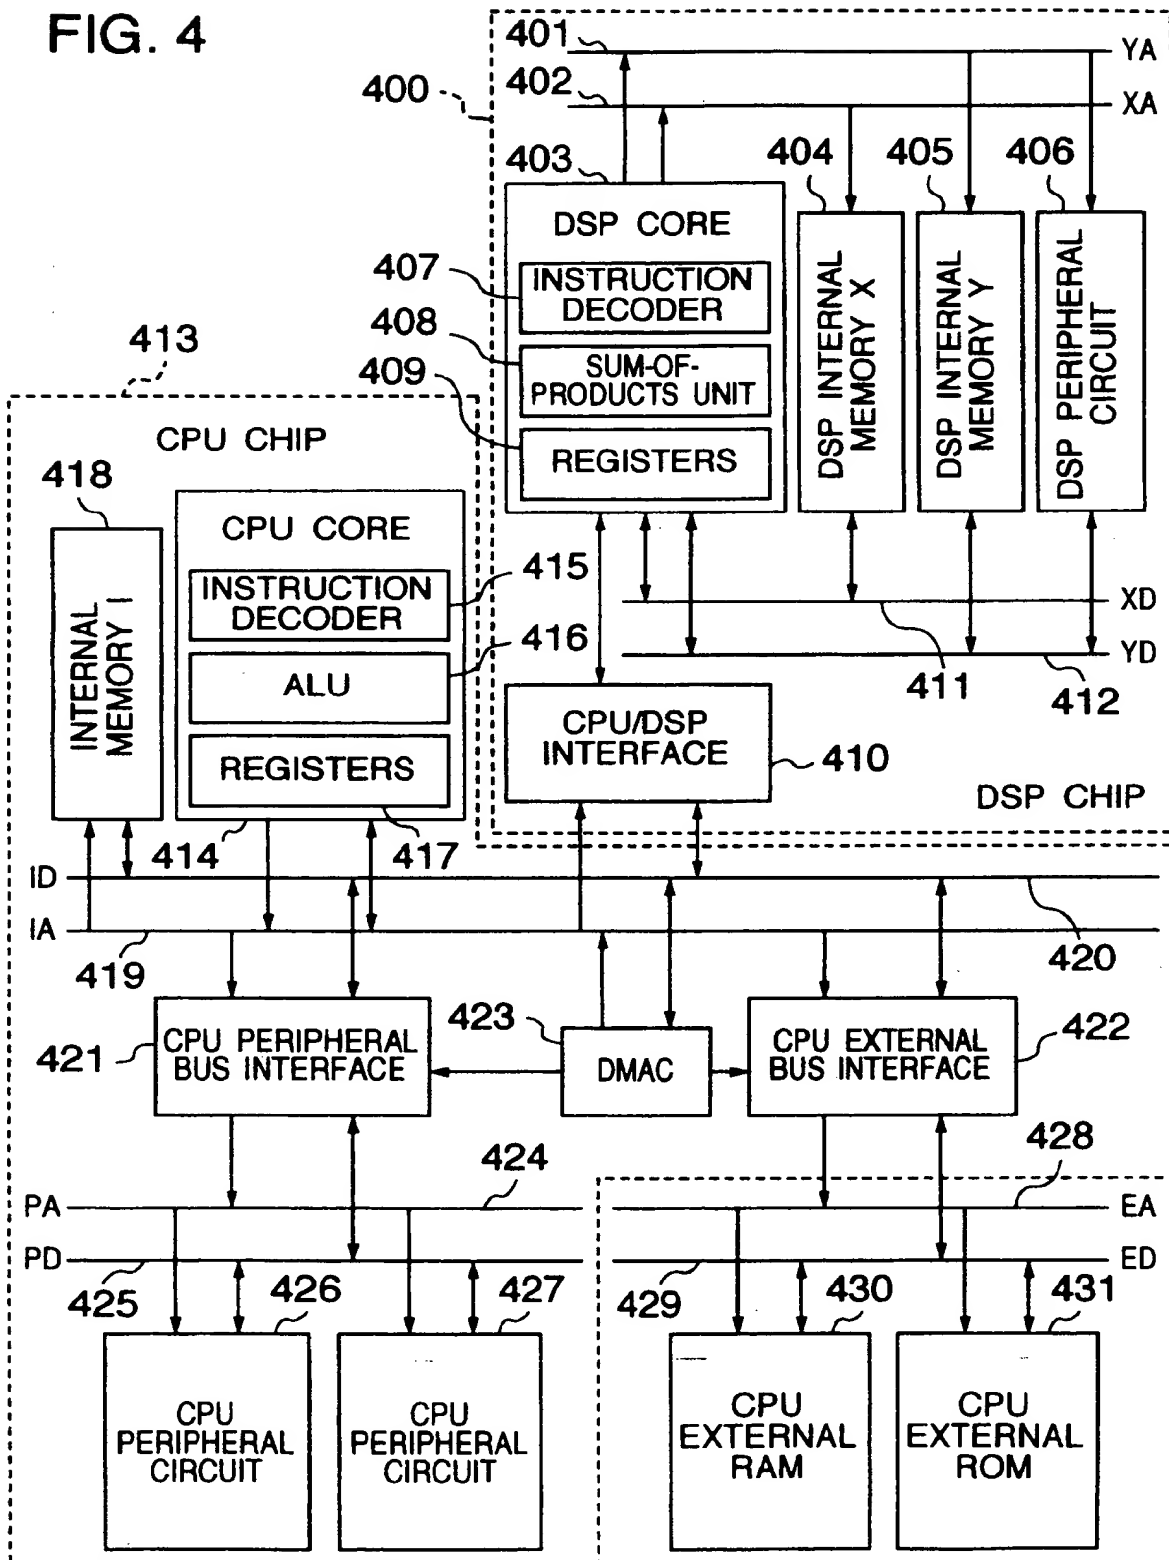 FIG. 4
401
YA
402
XA
400
403
404
405
406
DSP CORE
407
INSTRUCTION
DECODER
408
SUM-OF-
PRODUCTS UNIT
409
REGISTERS
DSP INTERNAL
MEMORY X
DSP INTERNAL
MEMORY Y
DSP PERIPHERAL
CIRCUIT
XD
YD
411
412
CPU/DSP
INTERFACE
410
DSP CHIP
413
CPU CHIP
418
INTERNAL
MEMORY I
CPU CORE
INSTRUCTION
DECODER
415
ALU
416
REGISTERS
414
417
ID
IA
419
420
CPU PERIPHERAL
BUS INTERFACE
421
423
DMAC
CPU EXTERNAL
BUS INTERFACE
422
424
428
PA
EA
PD
ED
425
426
427
429
430
431
CPU
PERIPHERAL
CIRCUIT
CPU
PERIPHERAL
CIRCUIT
CPU
EXTERNAL
RAM
CPU
EXTERNAL
ROM